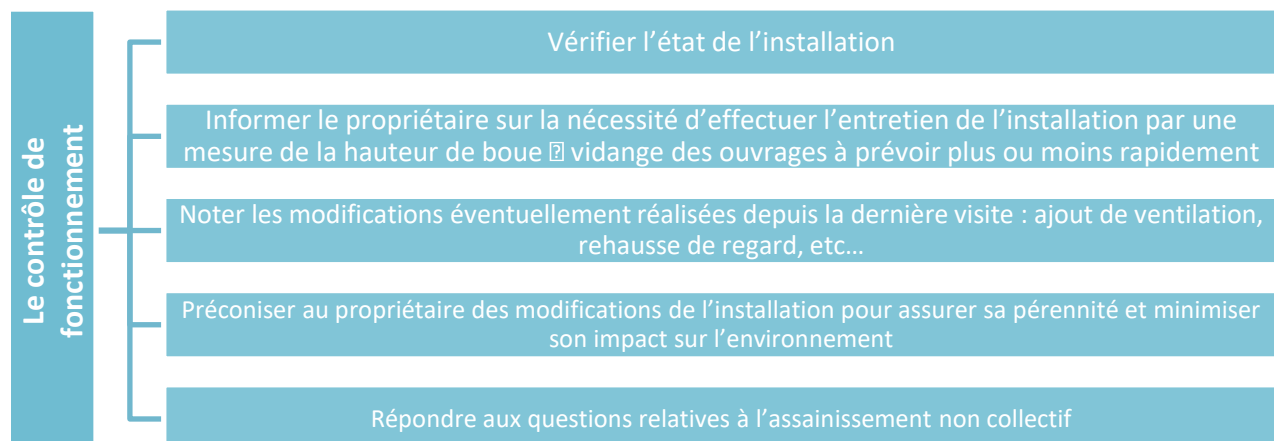 Le contrôle de
fonctionnement
Vérifier l’état de l’installation
Informer le propriétaire sur la nécessité d’effectuer l’entretien de l’installation par une
mesure de la hauteur de boue ⍰ vidange des ouvrages à prévoir plus ou moins rapidement
Noter les modifications éventuellement réalisées depuis la dernière visite : ajout de ventilation,
rehausse de regard, etc…
Préconiser au propriétaire des modifications de l’installation pour assurer sa pérennité et minimiser
son impact sur l’environnement
Répondre aux questions relatives à l’assainissement non collectif